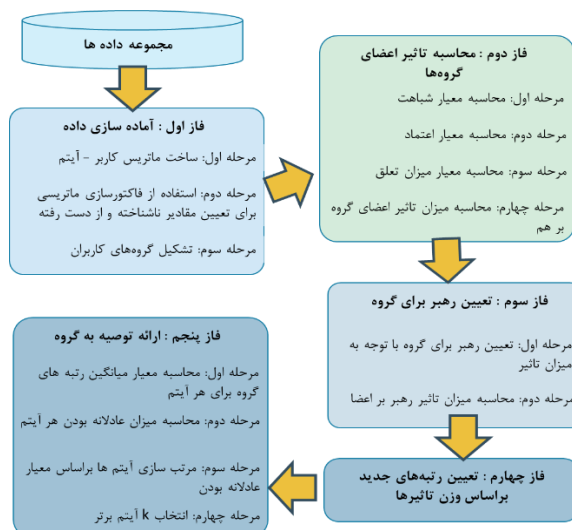 مجموعه داده ها
فاز اول : آماده سازی داده
مرحله اول: ساخت ماتریس کاربر – آیتم
مرحله دوم: استفاده از فاکتورسازی ماتریسی
برای تعیین مقادیر ناشناخته و از دست رفته
مرحله سوم: تشکیل گروه‌های کاربران
فاز دوم : محاسبه تاثیر اعضای
گروه‌ها
مرحله اول: محاسبه معیار شباهت
مرحله دوم: محاسبه معیار اعتماد
مرحله سوم: محاسبه معیار میزان تعلق
مرحله چهارم: محاسبه میزان تاثیر اعضای گروه
بر هم
فاز سوم : تعیین رهبر برای گروه
مرحله اول: تعیین رهبر برای گروه با توجه به
میزان تاثیر
مرحله دوم: محاسبه میزان تاثیر رهبر بر اعضا
فاز چهارم : تعیین رتبه‌های جدید
براساس وزن تاثیرها
فاز پنجم : ارائه توصیه به گروه
مرحله اول: محاسبه معیار میانگین رتبه های
گروه برای هر آیتم
مرحله دوم: محاسبه میزان عادلانه بودن هر آیتم
مرحله سوم: مرتب سازی آیتم ها براساس معیار
عادلانه بودن
مرحله چهارم: انتخاب k آیتم برتر